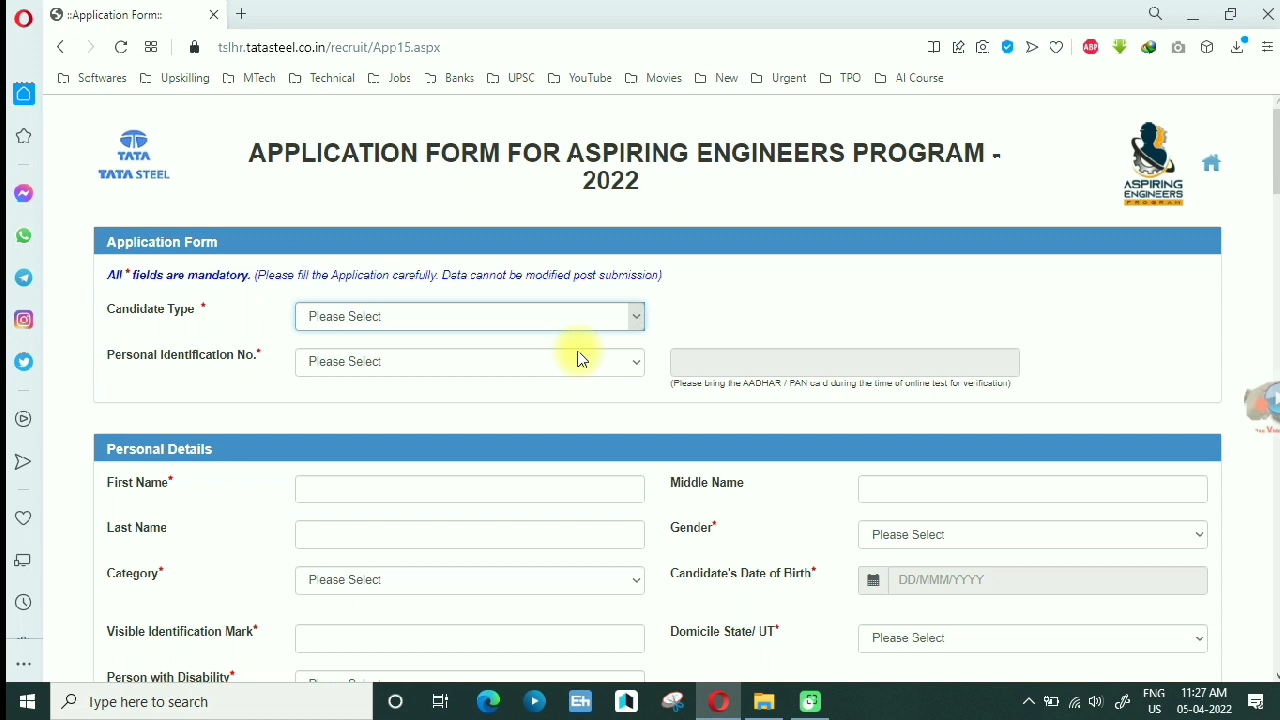 ::Application Form::
tslhr.tatasteel.co.in/recruit/App15.aspx
ABP
Softwares Upskilling MTech Technical Jobs Banks UPSC YouTube Movies New Urgent TPO AI Course
TATA
TATA STEEL
APPLICATION FORM FOR ASPIRING ENGINEERS PROGRAM -
2022
ASPIRING
ENGINEERS
PROGRAM
Application Form
All * fields are mandatory. (Please fill the Application carefully. Data cannot be modified post submission)
Candidate Type * Please Select
Personal Identification No.* Please Select
(Please bring the AADHAR / PAN card during the time of online test for verification)
Personal Details
First Name* Middle Name
Last Name Gender* Please Select
Category* Please Select Candidate's Date of Birth* DD/MMM/YYYY
Visible Identification Mark* Domicile State/ UT* Please Select
Person with Disability*
Type here to search
Eh
ENG
US
11:27 AM
05-04-2022